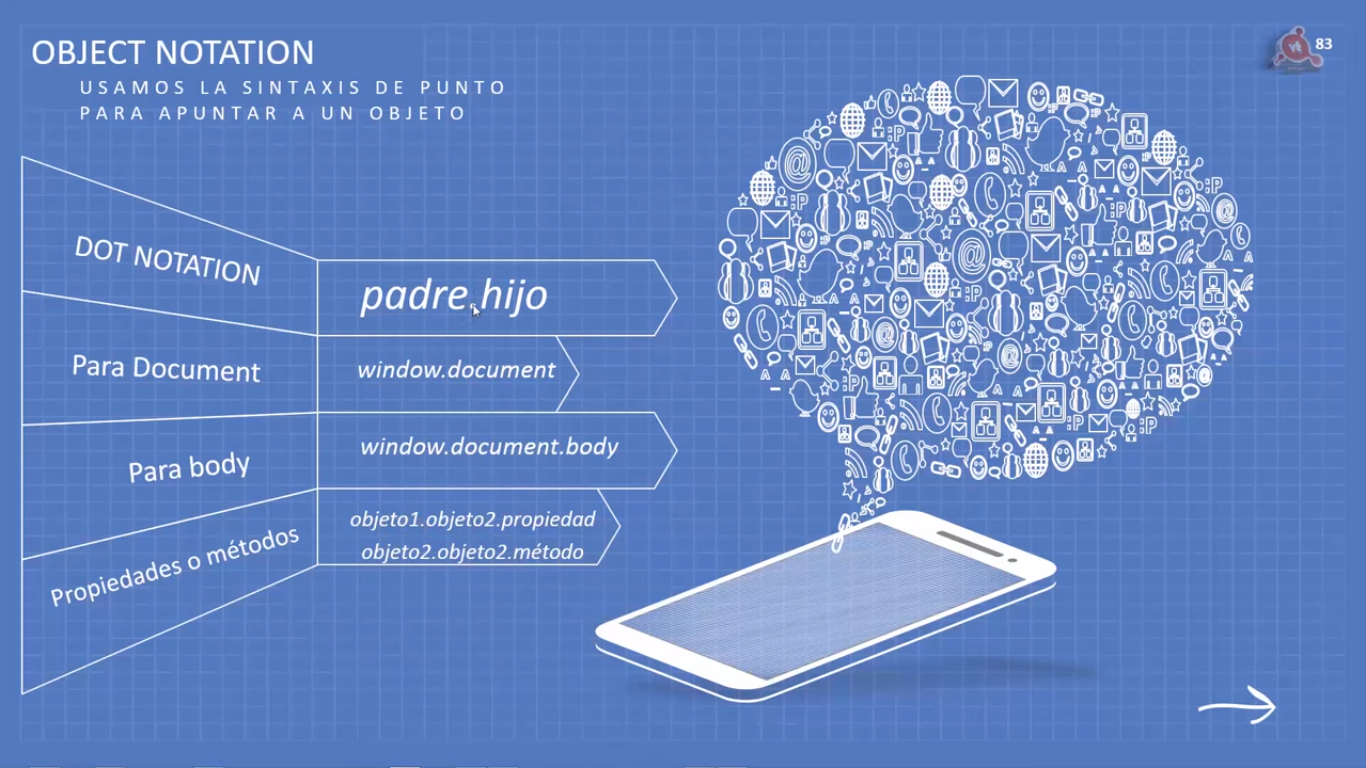 OBJECT NOTATION
USAMOS LA SINTAXIS DE PUNTO
PARA APUNTAR A UN OBJETO
83
DOT NOTATION
padre.hijo
Para Document
window.document
Para body
window.document.body
Propiedades o métodos
objeto1.objeto2.propiedad
objeto2.objeto2.método